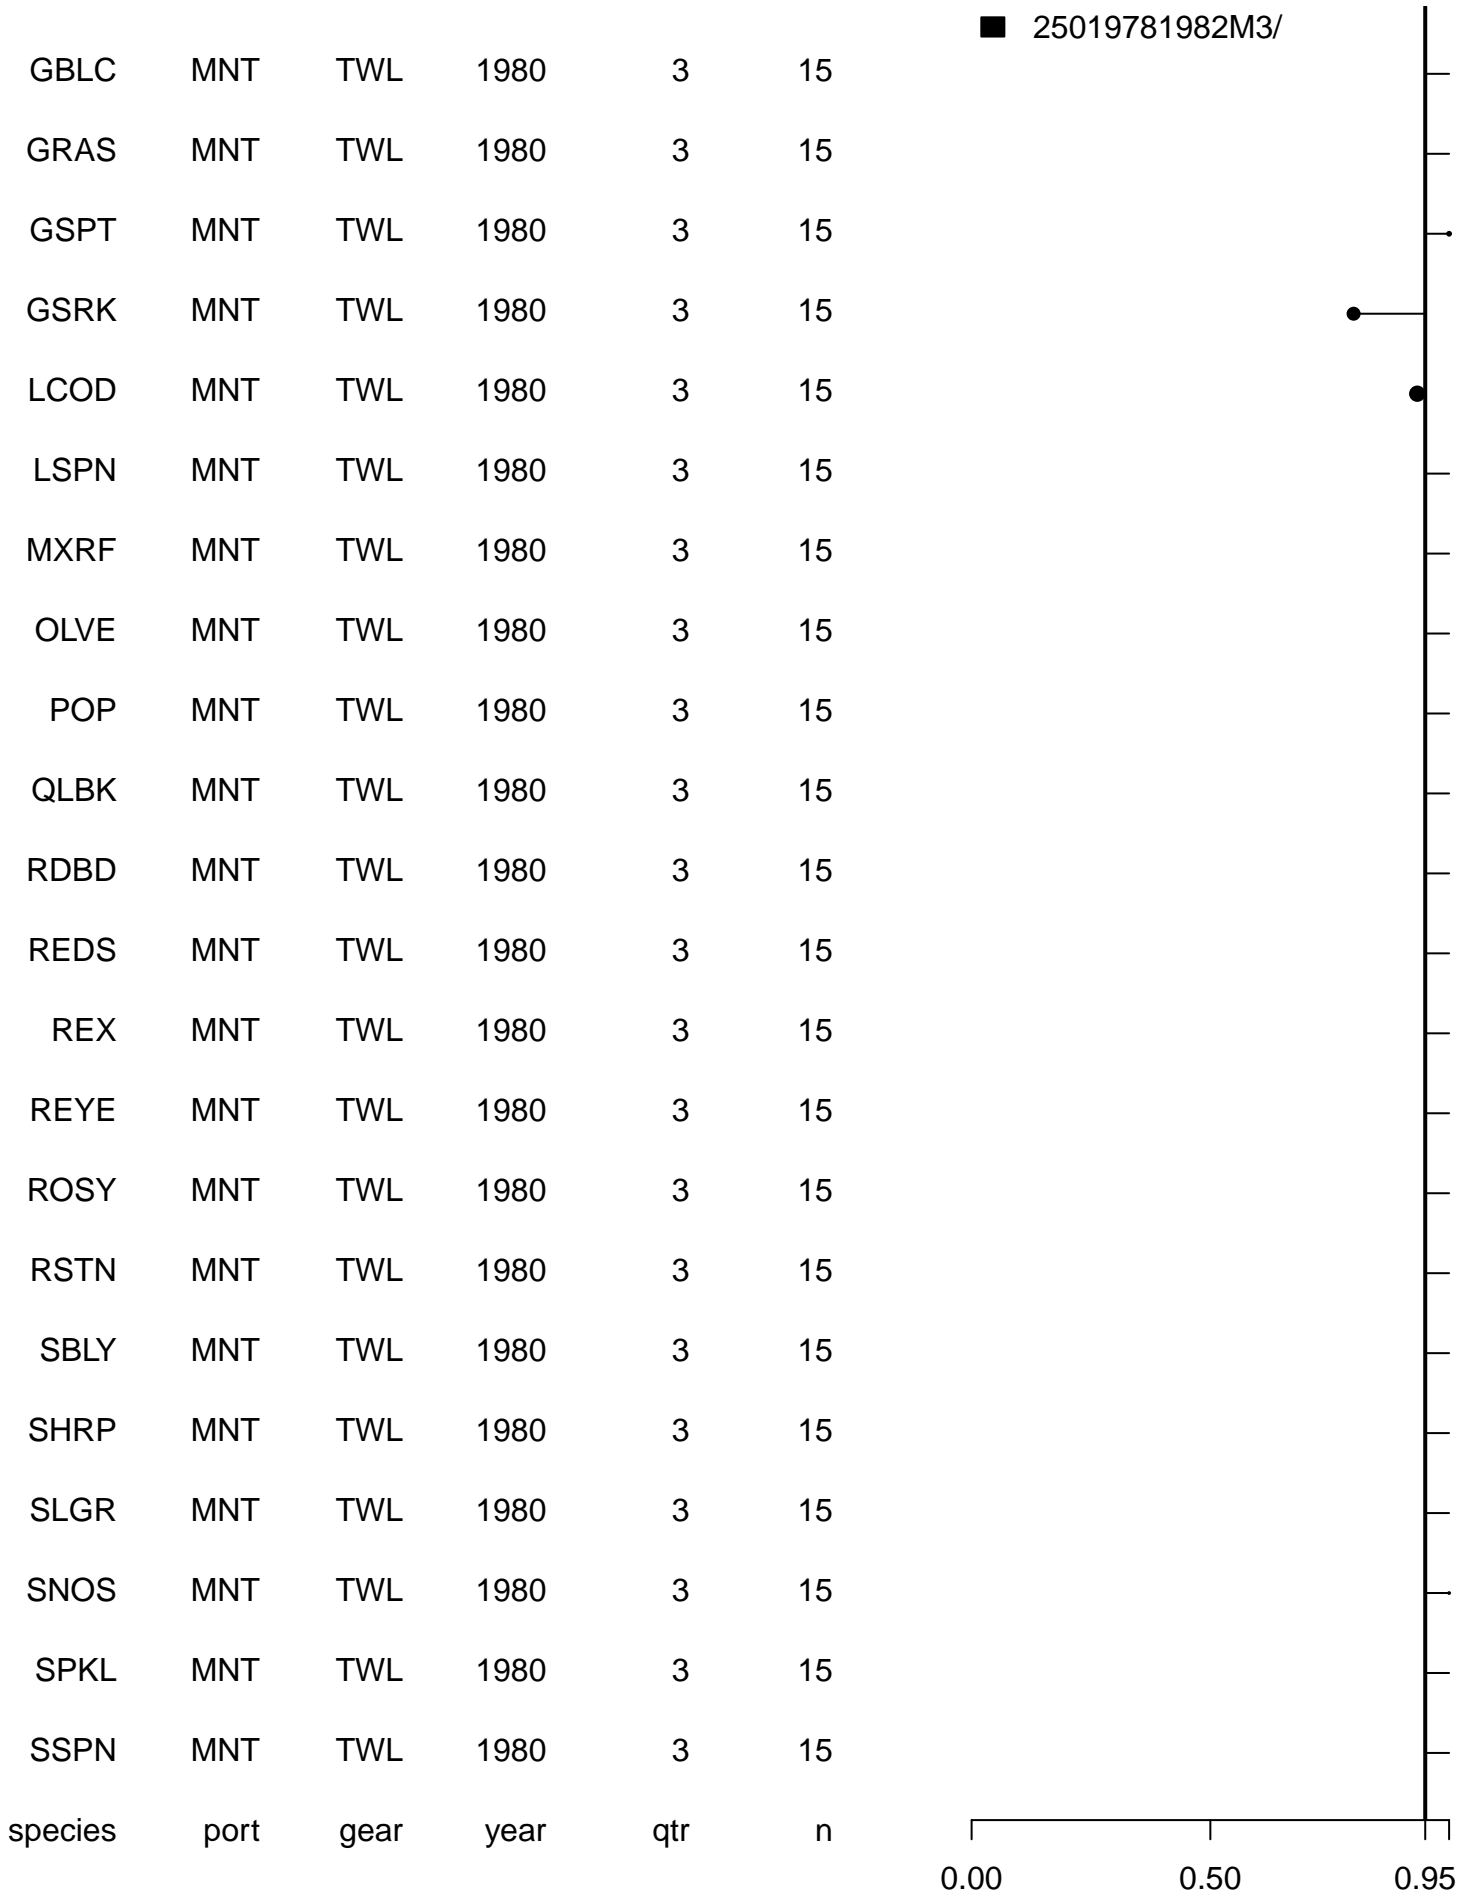 25019781982M3/
GBLC MNT TWL 1980 3 15
GRAS MNT TWL 1980 3 15
GSPT MNT TWL 1980 3 15
GSRK MNT TWL 1980 3 15
LCOD MNT TWL 1980 3 15
LSPN MNT TWL 1980 3 15
MXRF MNT TWL 1980 3 15
OLVE MNT TWL 1980 3 15
POP MNT TWL 1980 3 15
QLBK MNT TWL 1980 3 15
RDBD MNT TWL 1980 3 15
REDS MNT TWL 1980 3 15
REX MNT TWL 1980 3 15
REYE MNT TWL 1980 3 15
ROSY MNT TWL 1980 3 15
RSTN MNT TWL 1980 3 15
SBLY MNT TWL 1980 3 15
SHRP MNT TWL 1980 3 15
SLGR MNT TWL 1980 3 15
SNOS MNT TWL 1980 3 15
SPKL MNT TWL 1980 3 15
SSPN MNT TWL 1980 3 15
species port gear year qtr n
0.00 0.50 0.95